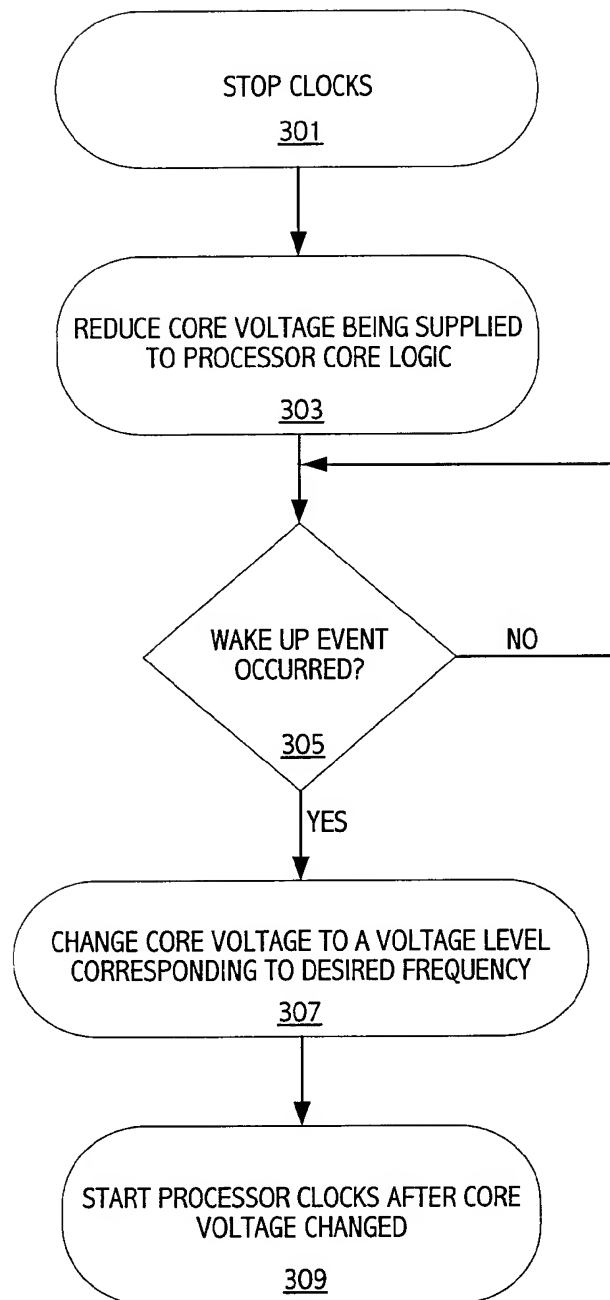 STOP CLOCKS
301
REDUCE CORE VOLTAGE BEING SUPPLIED
TO PROCESSOR CORE LOGIC
303
WAKE UP EVENT
OCCURRED?
NO
305
YES
CHANGE CORE VOLTAGE TO A VOLTAGE LEVEL
CORRESPONDING TO DESIRED FREQUENCY
307
START PROCESSOR CLOCKS AFTER CORE
VOLTAGE CHANGED
309